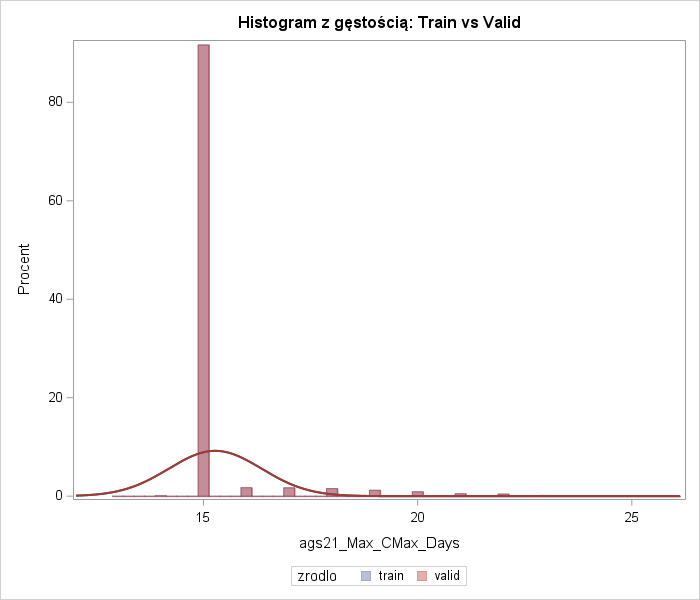 Histogram z gęstością: Train vs Valid
80
60
40
20
0
Procent
15
20
25
ags21_Max_CMax_Days
zrodlo train valid